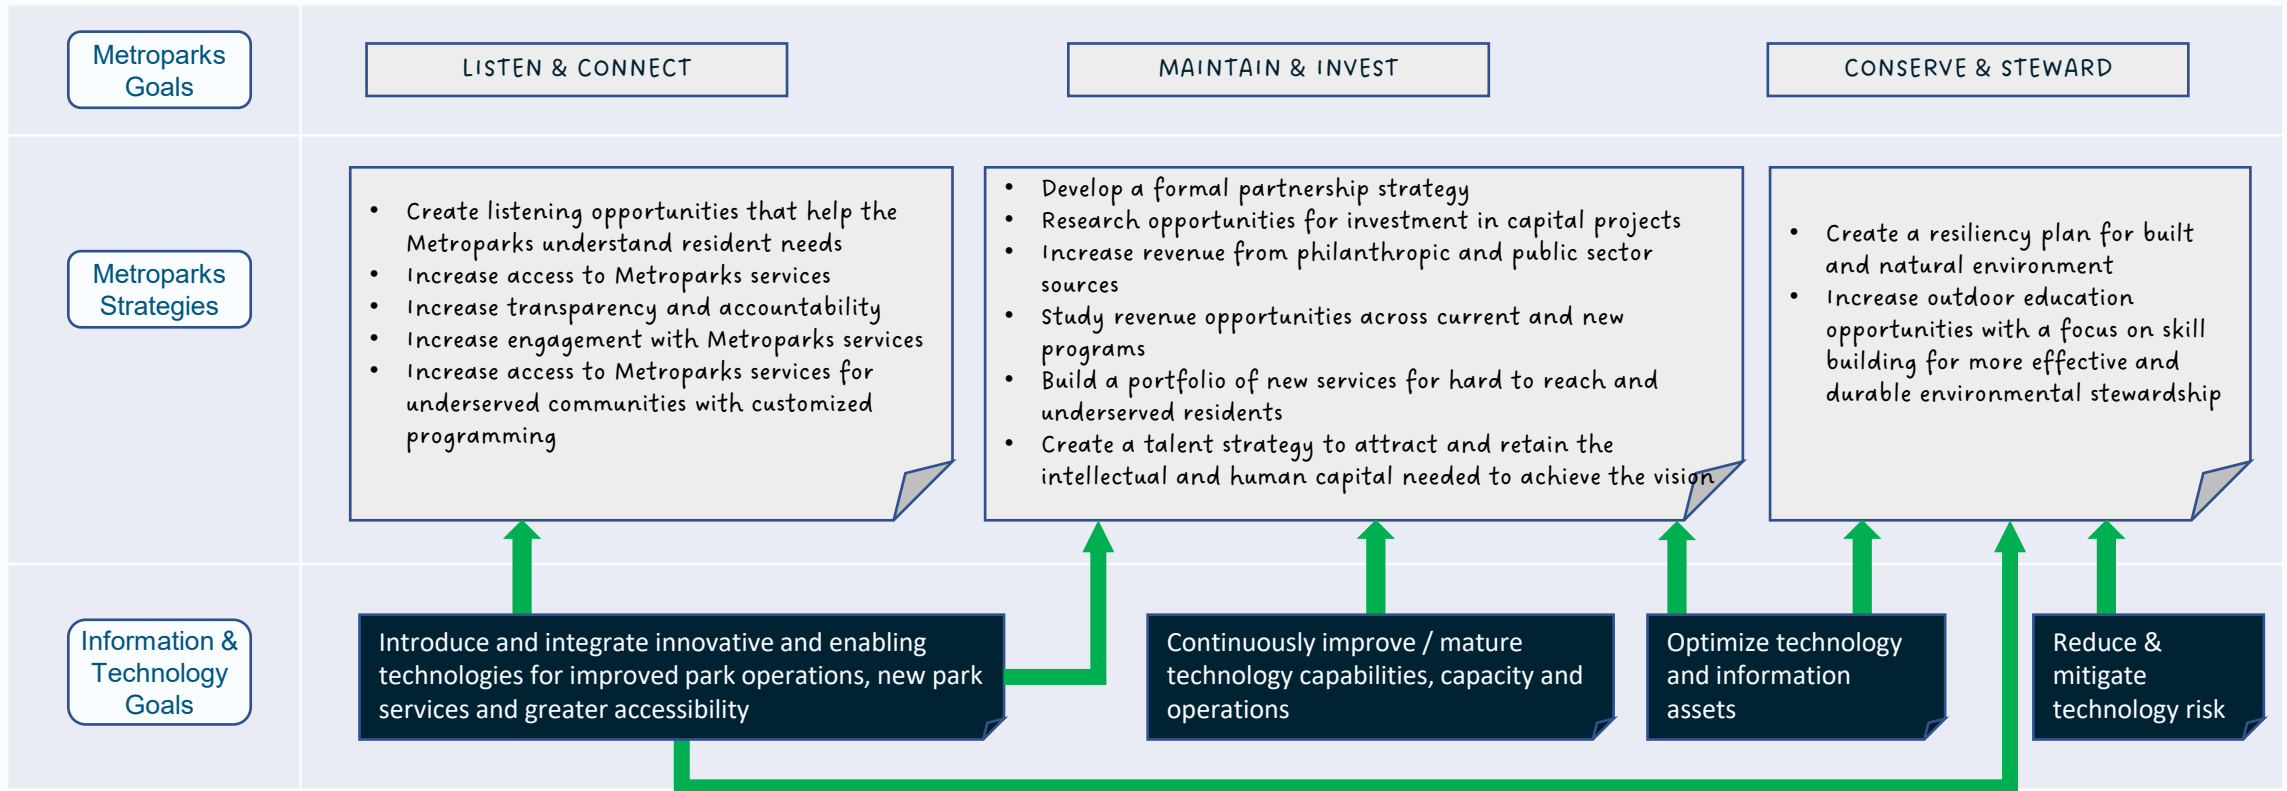 Metroparks
Goals
LISTEN & CONNECT
MAINTAIN & INVEST
CONSERVE & STEWARD
Metroparks
Strategies
• Create listening opportunities that help the
Metroparks understand resident needs
• Increase access to Metroparks services
• Increase transparency and accountability
• Increase engagement with Metroparks services
• Increase access to Metroparks services for
underserved communities with customized
programming
• Develop a formal partnership strategy
• Research opportunities for investment in capital projects
• Increase revenue from philanthropic and public sector
sources
• Study revenue opportunities across current and new
programs
• Build a portfolio of new services for hard to reach and
underserved residents
• Create a talent strategy to attract and retain the
intellectual and human capital needed to achieve the vision
• Create a resiliency plan for built
and natural environment
• Increase outdoor education
opportunities with a focus on skill
building for more effective and
durable environmental stewardship
Information &
Technology
Goals
Introduce and integrate innovative and enabling
technologies for improved park operations, new park
services and greater accessibility
Continuously improve / mature
technology capabilities, capacity and
operations
Optimize technology
and information
assets
Reduce &
mitigate
technology risk